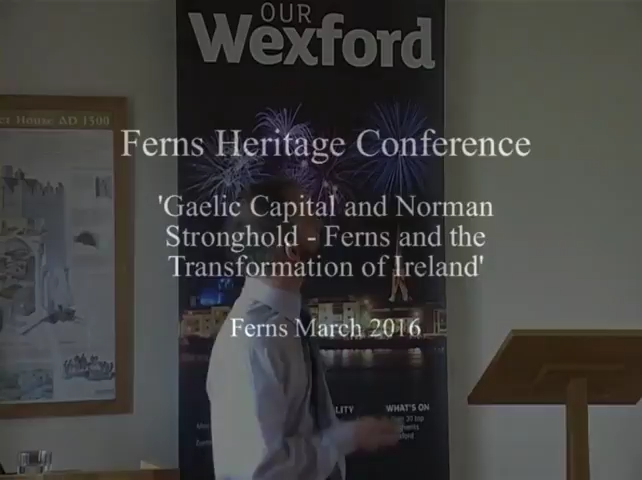 OUR
Wexford
House AD 1500
Ferns Heritage Conference
'Gaelic Capital and Norman
Stronghold - Ferns and the
Transformation of Ireland'
Ferns March 2016
LITY
WHAT'S ON